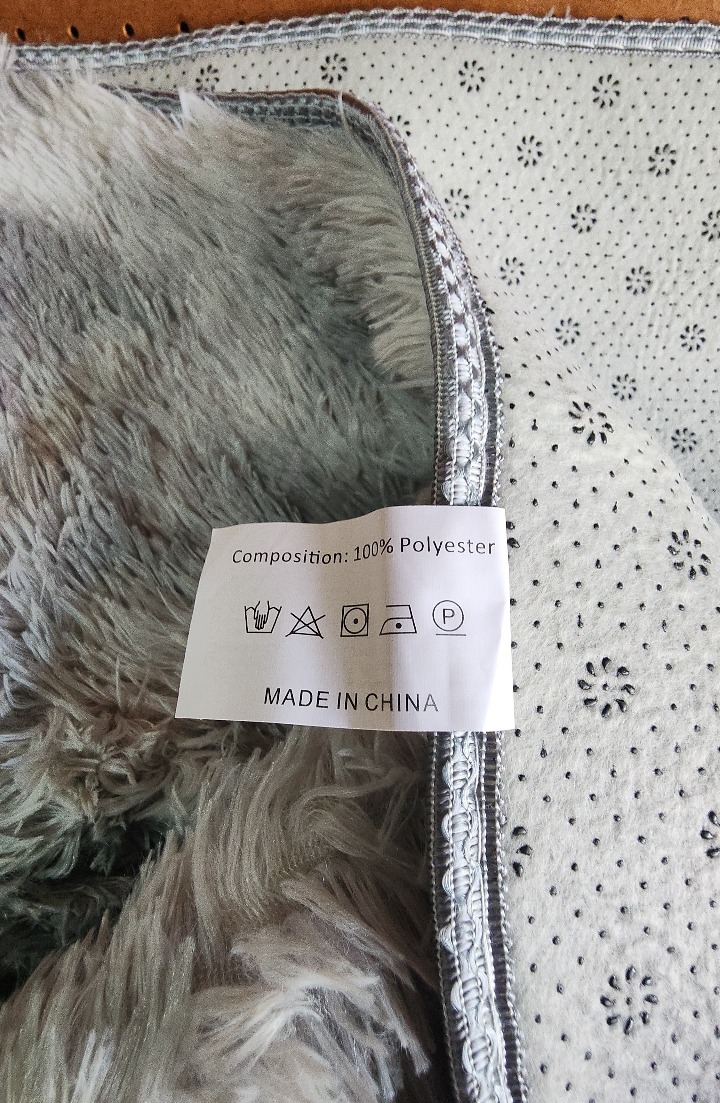 Composition: 100% Polyester
P
MADE IN CHINA